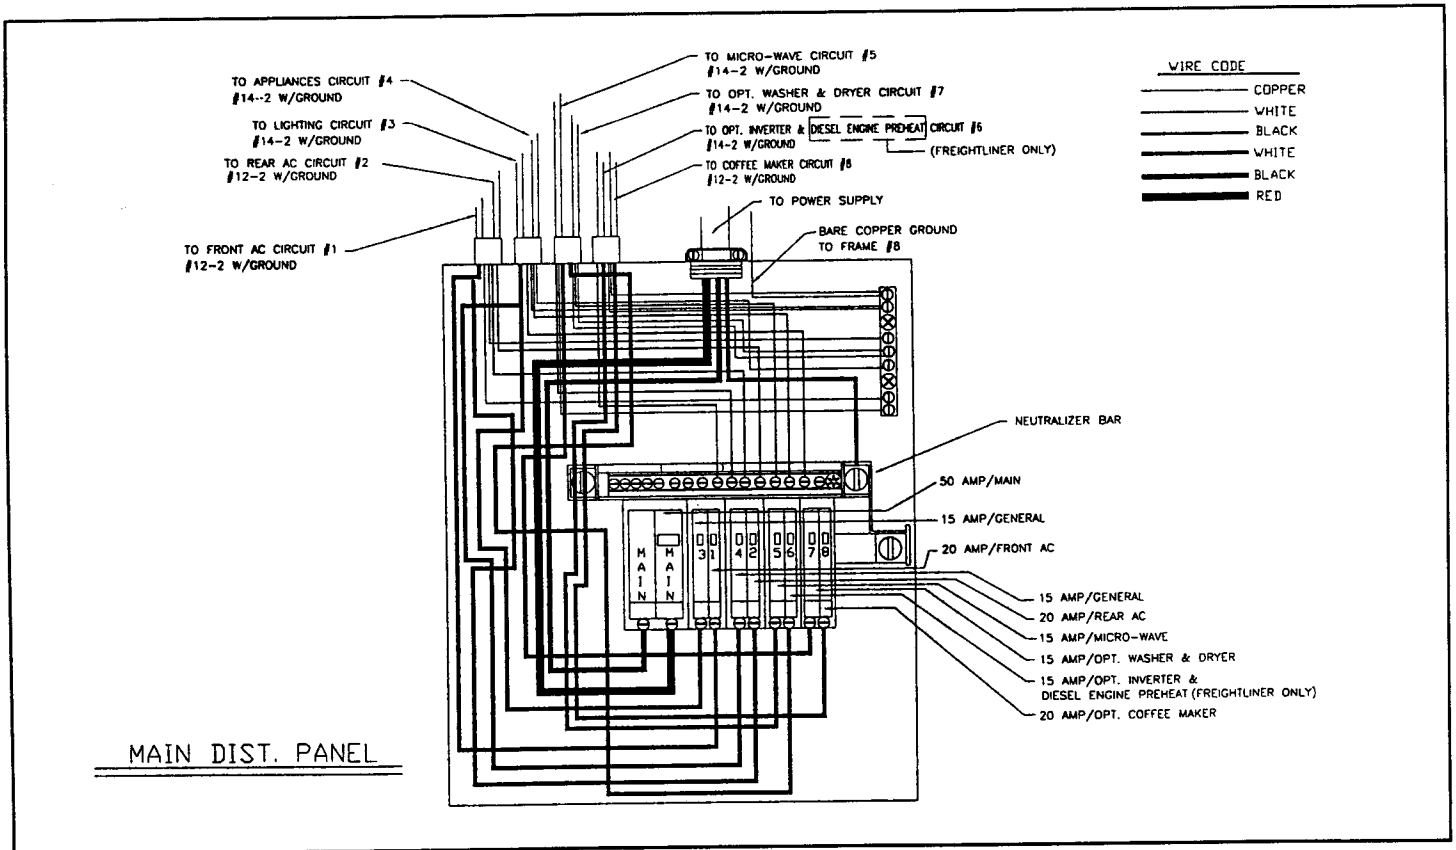 TO APPLIANCES CIRCUIT #4
#14--2 W/GROUND
TO LIGHTING CIRCUIT #3
#14-2 W/GROUND
TO REAR AC CIRCUIT #2
#12-2 W/GROUND
TO FRONT AC CIRCUIT #1
#12-2 W/GROUND
TO MICRO-WAVE CIRCUIT #5
#14-2 W/GROUND
TO OPT. WASHER & DRYER CIRCUIT #7
#14-2 W/GROUND
TO OPT. INVERTER & DIESEL ENGINE PREHEAT CIRCUIT #6
#14-2 W/GROUND
(FREIGHTLINER ONLY)
TO COFFEE MAKER CIRCUIT #8
#12-2 W/GROUND
TO POWER SUPPLY
BARE COPPER GROUND
TO FRAME #8
WIRE CODE
COPPER
WHITE
BLACK
WHITE
BLACK
RED
NEUTRALIZER BAR
50 AMP/MAIN
15 AMP/GENERAL
20 AMP/FRONT AC
15 AMP/GENERAL
20 AMP/REAR AC
15 AMP/MICRO-WAVE
15 AMP/OPT. WASHER & DRYER
15 AMP/OPT. INVERTER &
DIESEL ENGINE PREHEAT (FREIGHTLINER ONLY)
20 AMP/OPT. COFFEE MAKER
MAIN
MAIN
3 1
4 2
5 6
7 8
MAIN DIST. PANEL